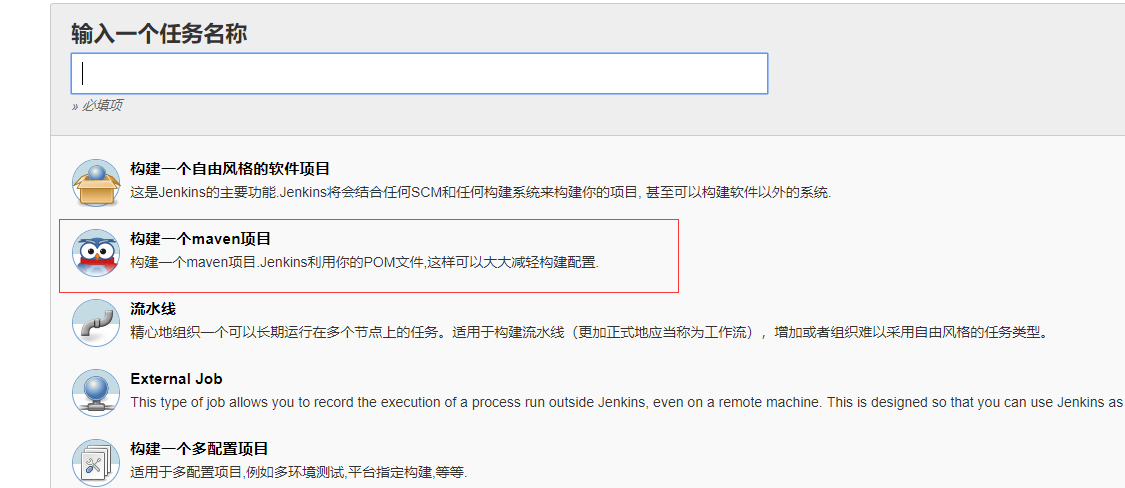 输入一个任务名称
» 必填项
构建一个自由风格的软件项目
这是Jenkins的主要功能.Jenkins将会结合任何SCM和任何构建系统来构建你的项目, 甚至可以构建软件以外的系统.
构建一个maven项目
构建一个maven项目.Jenkins利用你的POM文件,这样可以大大减轻构建配置.
流水线
精心地组织一个可以长期运行在多个节点上的任务。适用于构建流水线（更加正式地应当称为工作流），增加或者组织难以采用自由风格的任务类型。
External Job
This type of job allows you to record the execution of a process run outside Jenkins, even on a remote machine. This is designed so that you can use Jenkins as
构建一个多配置项目
适用于多配置项目,例如多环境测试,平台指定构建,等等.